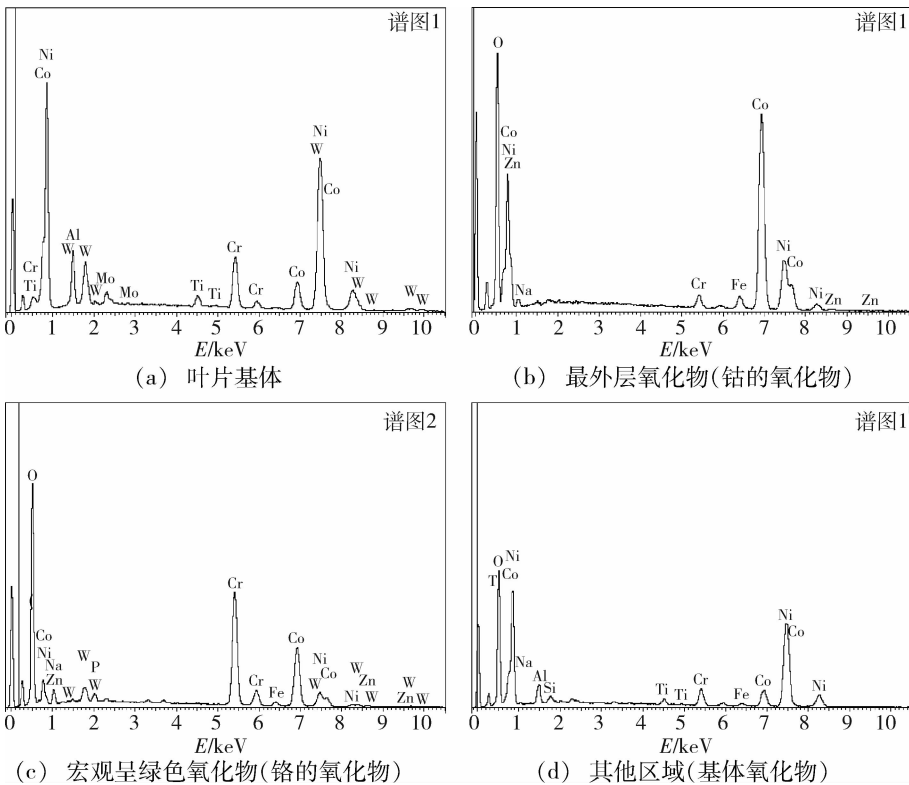 谱图1
Ni
Co
Cr
Ti
W
Al
W
W
Mo
Mo
Ti
Ti
Cr
Cr
Co
Ni
W
Co
Ni
W
W
W
W
0 1 2 3 4 5 6 7 8 9 10
E/keV
(a) 叶片基体
谱图1
O
Co
Ni
Zn
Na
Cr
Fe
Co
Ni
Co
Ni
Zn
Zn
0 1 2 3 4 5 6 7 8 9 10
E/keV
(b) 最外层氧化物(钴的氧化物)
谱图2
O
Co
Ni
Na
Zn
W
W
P
W
Cr
Cr
Fe
Co
Ni
W
Co
Ni
W
Zn
W
W
Zn
W
0 1 2 3 4 5 6 7 8 9 10
E/keV
(c) 宏观呈绿色氧化物(铬的氧化物)
谱图1
O
T
Ni
Co
Na
Al
Si
Ti
Ti
Cr
Fe
Co
Ni
Co
Ni
0 1 2 3 4 5 6 7 8 9 10
E/keV
(d) 其他区域(基体氧化物)